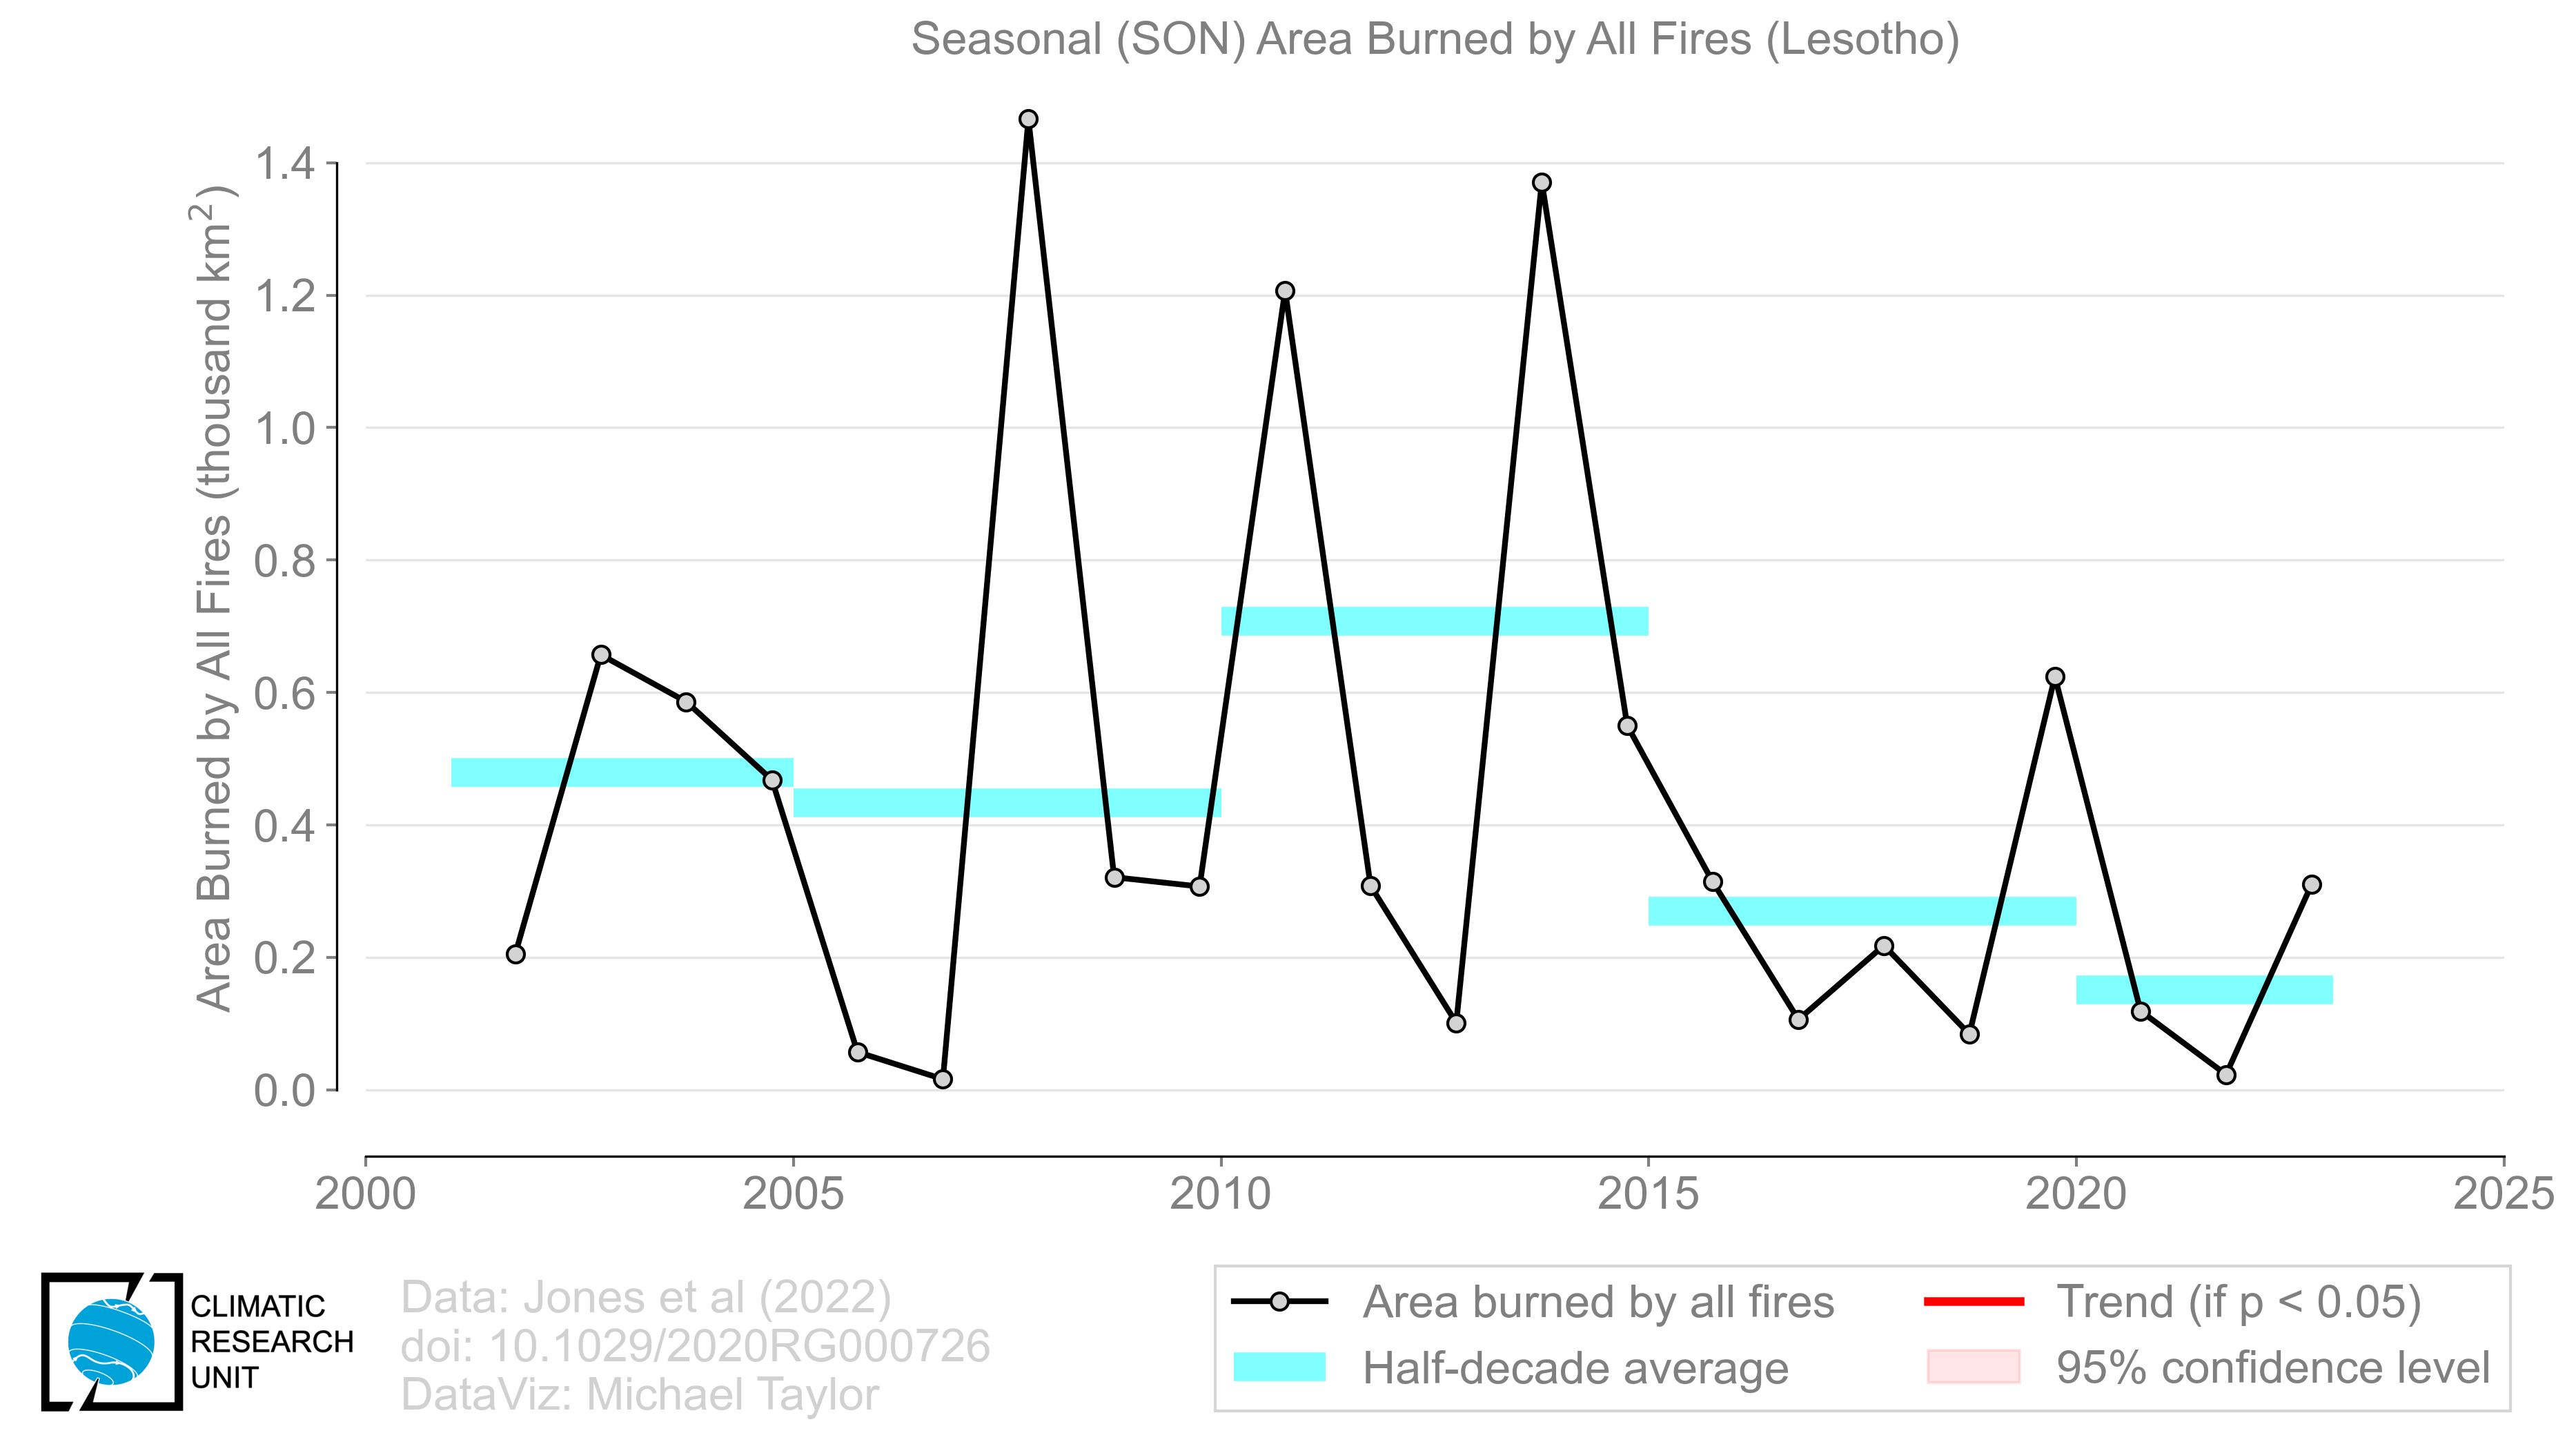 Seasonal (SON) Area Burned by All Fires (Lesotho)
Area Burned by All Fires (thousand km²)
1.4
1.2
1.0
0.8
0.6
0.4
0.2
0.0
2000 2005 2010 2015 2020 2025
CLIMATIC
RESEARCH
UNIT
Data: Jones et al (2022)
doi: 10.1029/2020RG000726
DataViz: Michael Taylor
Area burned by all fires
Half-decade average
Trend (if p < 0.05)
95% confidence level